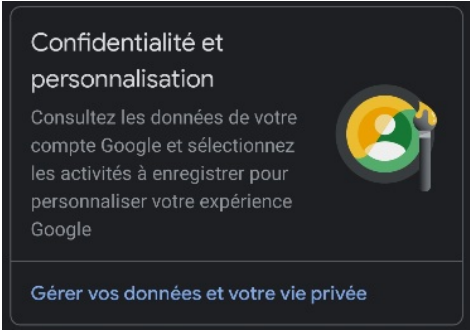 Confidentialité et
personnalisation
Consultez les données de votre
compte Google et sélectionnez
les activités à enregistrer pour
personnaliser votre expérience
Google
Gérer vos données et votre vie privée